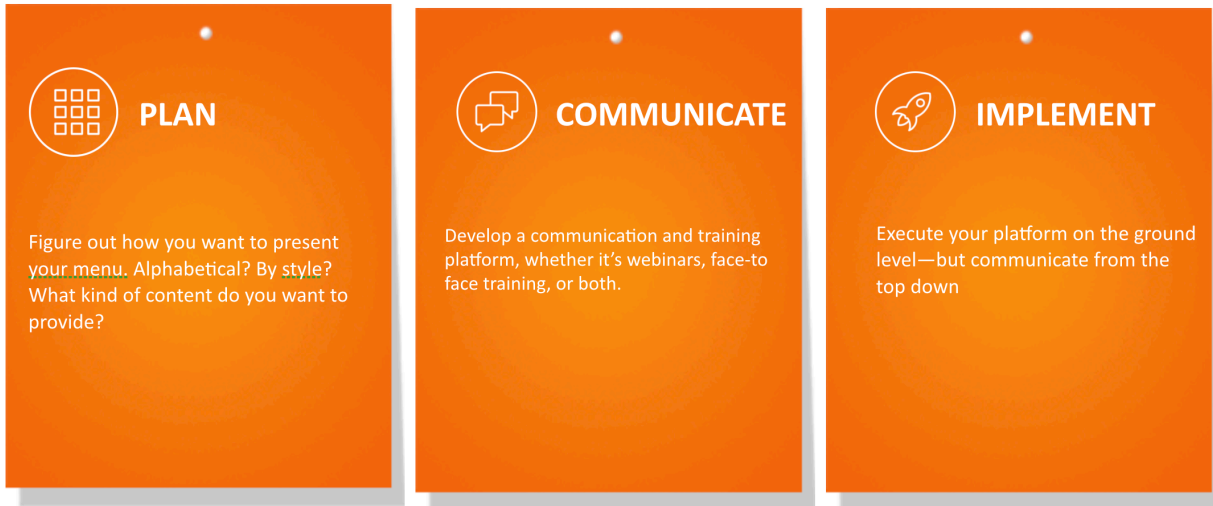 PLAN
Figure out how you want to present
your menu. Alphabetical? By style?
What kind of content do you want to
provide?
COMMUNICATE
Develop a communication and training
platform, whether it's webinars, face-to
face training, or both.
IMPLEMENT
Execute your platform on the ground
level—but communicate from the
top down